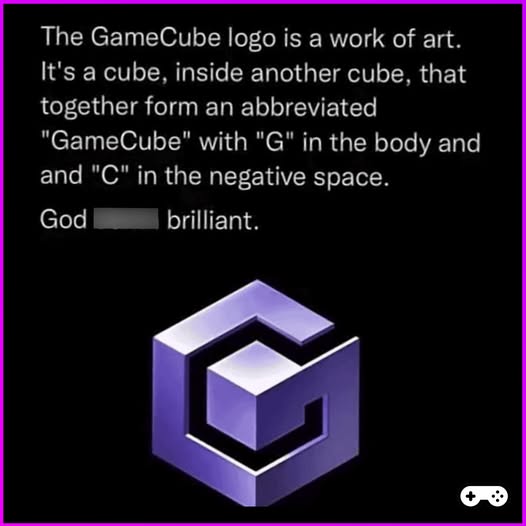 The GameCube logo is a work of art.
It's a cube, inside another cube, that
together form an abbreviated
"GameCube" with "G" in the body and
and "C" in the negative space.
God brilliant.